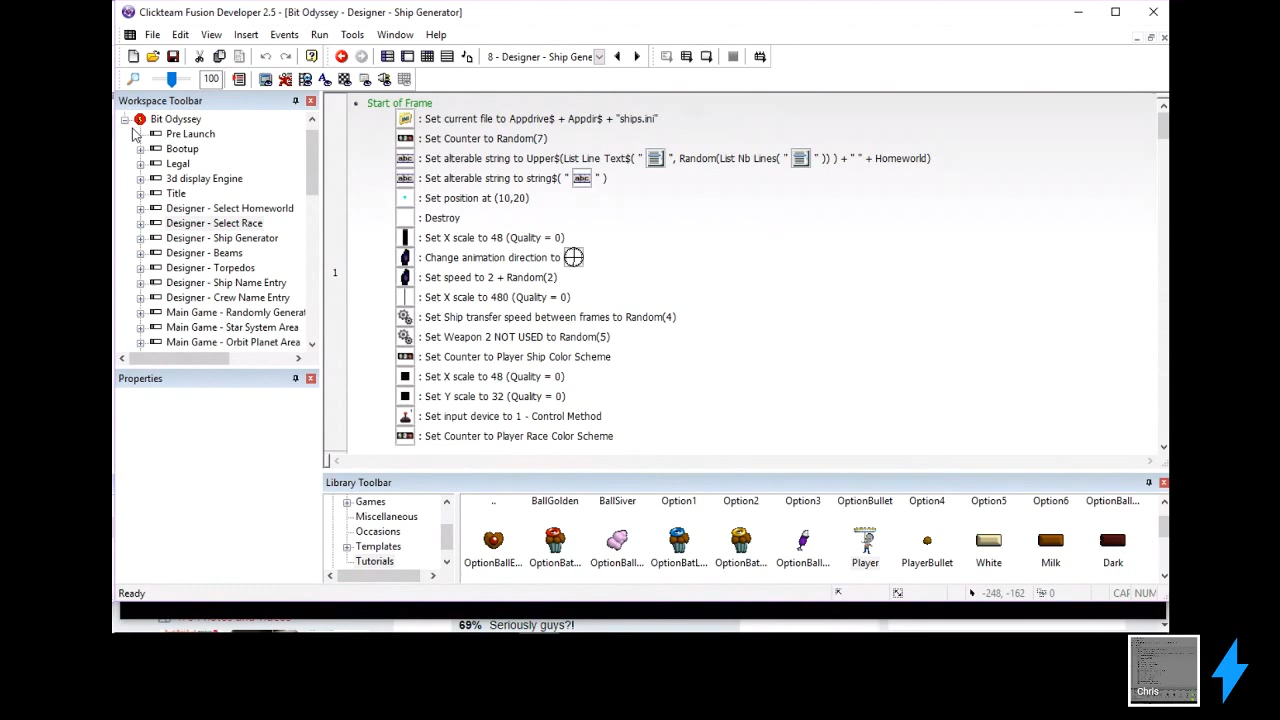 Clickteam Fusion Developer 2.5 - [Bit Odyssey - Designer - Ship Generator]
File Edit View Insert Events Run Tools Window Help
8 - Designer - Ship Gene
100
Workspace Toolbar
Bit Odyssey
Pre Launch
Bootup
Legal
3d display Engine
Title
Designer - Select Homeworld
Designer - Select Race
Designer - Ship Generator
Designer - Beams
Designer - Torpedos
Designer - Ship Name Entry
Designer - Crew Name Entry
Main Game - Randomly Generat
Main Game - Star System Area
Main Game - Orbit Planet Area
Properties
1
Start of Frame
: Set current file to Appdrive$ + Appdir$ + "ships.ini"
: Set Counter to Random(7)
: Set alterable string to Upper$(List Line Text$( " ", Random(List Nb Lines( " " )) ) + " " + Homeworld)
: Set alterable string to string$( " " )
: Set position at (10,20)
: Destroy
: Set X scale to 48 (Quality = 0)
: Change animation direction to
: Set speed to 2 + Random(2)
: Set X scale to 480 (Quality = 0)
: Set Ship transfer speed between frames to Random(4)
: Set Weapon 2 NOT USED to Random(5)
: Set Counter to Player Ship Color Scheme
: Set X scale to 48 (Quality = 0)
: Set Y scale to 32 (Quality = 0)
: Set input device to 1 - Control Method
: Set Counter to Player Race Color Scheme
Library Toolbar
Games
Miscellaneous
Occasions
Templates
Tutorials
.. BallGolden BallSiver Option1 Option2 Option3 OptionBullet Option4 Option5 Option6 OptionBall...
OptionBallE... OptionBat... OptionBall... OptionBatL... OptionBat... OptionBall... Player PlayerBullet White Milk Dark
Ready
-248, -162
0
CAP NUM
69% Seriously guys?!
Chris